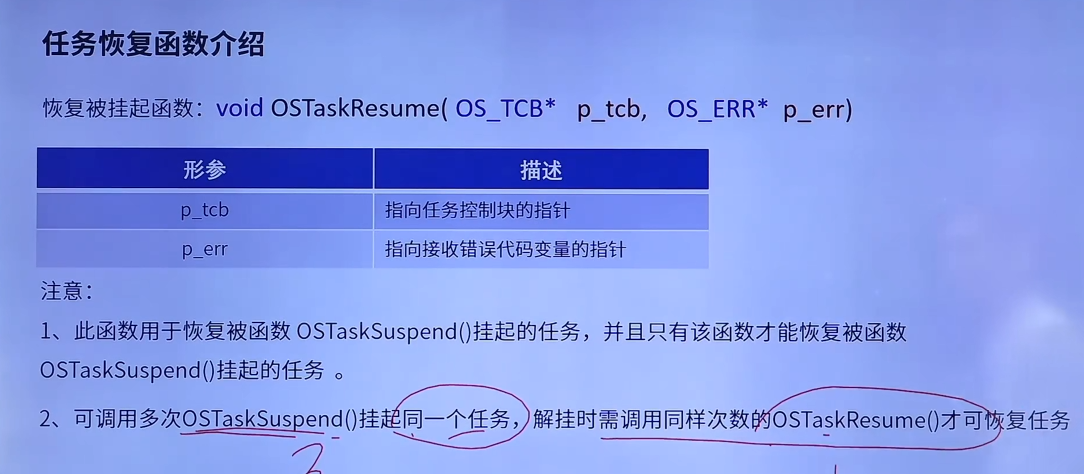 任务恢复函数介绍
恢复被挂起函数：void OSTaskResume( OS_TCB* p_tcb, OS_ERR* p_err)
形参 描述
p_tcb 指向任务控制块的指针
p_err 指向接收错误代码变量的指针
注意：
1、此函数用于恢复被函数 OSTaskSuspend()挂起的任务，并且只有该函数才能恢复被函数
OSTaskSuspend()挂起的任务 。
2、可调用多次OSTaskSuspend()挂起同一个任务，解挂时需调用同样次数的OSTaskResume()才可恢复任务